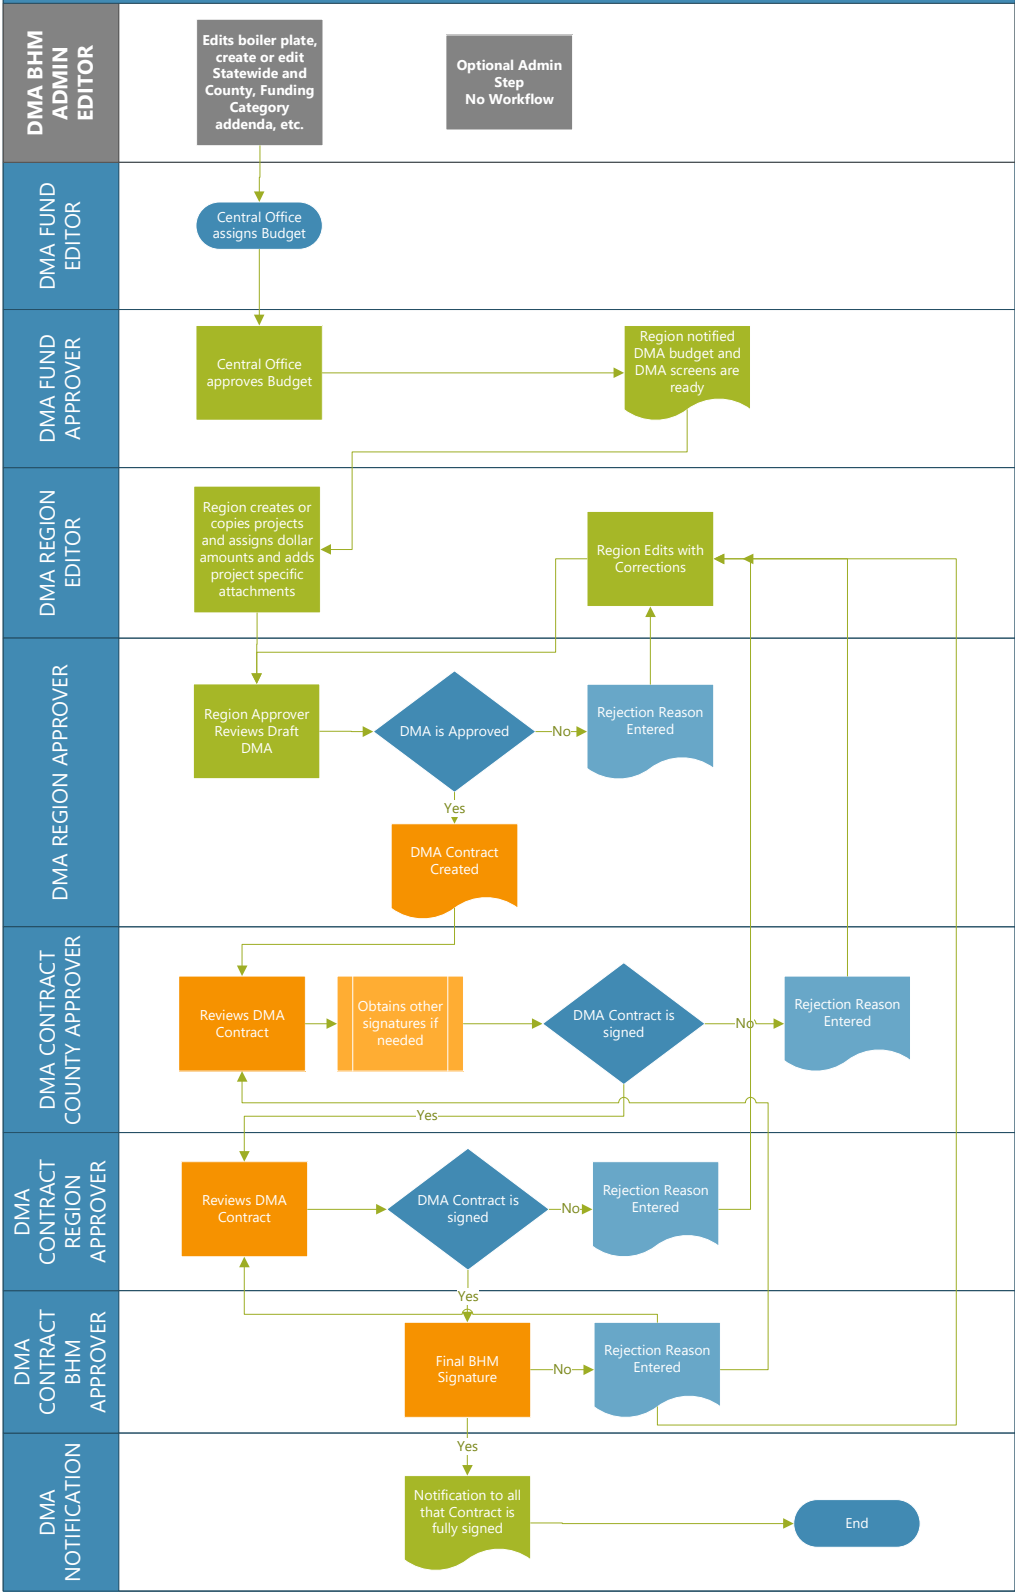 DMA BHM
ADMIN
EDITOR
Edits boiler plate,
create or edit
Statewide and
County, Funding
Category
addenda, etc.
Optional Admin
Step
No Workflow
DMA FUND
EDITOR
Central Office
assigns Budget
DMA FUND
APPROVER
Central Office
approves Budget
Region notified
DMA budget and
DMA screens are
ready
DMA REGION
EDITOR
Region creates or
copies projects
and assigns dollar
amounts and adds
project specific
attachments
Region Edits with
Corrections
DMA REGION APPROVER
Region Approver
Reviews Draft
DMA
DMA is Approved
No
Rejection Reason
Entered
Yes
DMA Contract
Created
DMA CONTRACT
COUNTY APPROVER
Reviews DMA
Contract
Obtains other
signatures if
needed
DMA Contract is
signed
No
Rejection Reason
Entered
Yes
DMA
CONTRACT
REGION
APPROVER
Reviews DMA
Contract
DMA Contract is
signed
No
Rejection Reason
Entered
Yes
DMA
CONTRACT
BHM
APPROVER
Final BHM
Signature
No
Rejection Reason
Entered
Yes
DMA
NOTIFICATION
Notification to all
that Contract is
fully signed
End